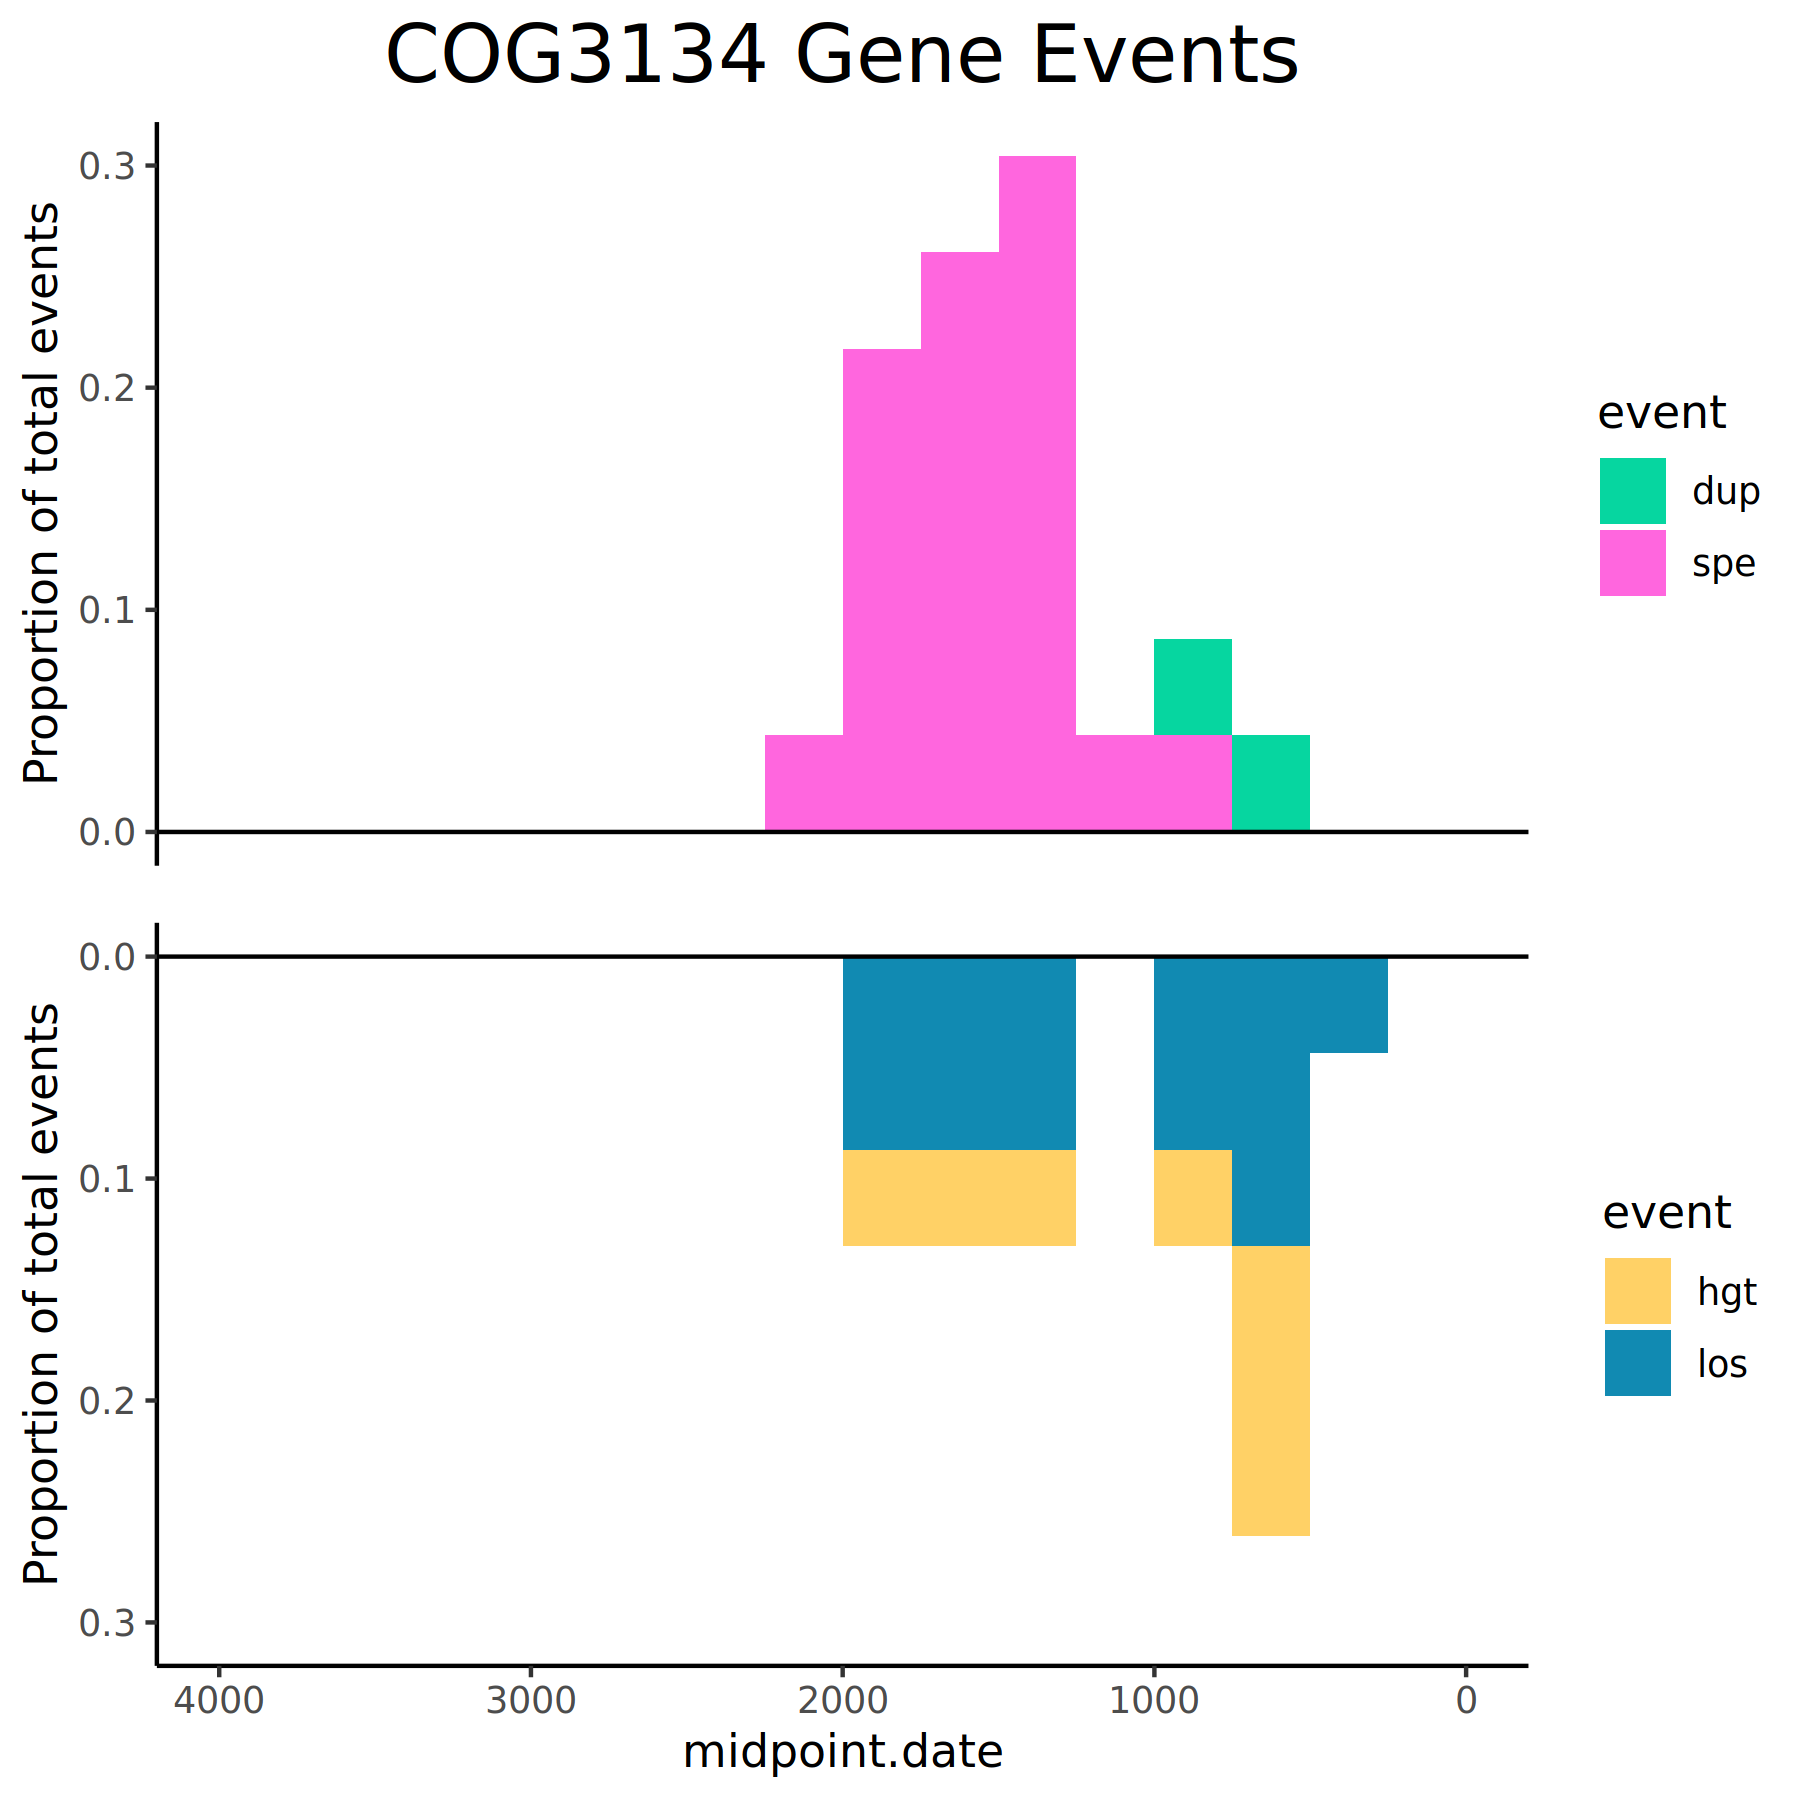 COG3134 Gene Events
0.3
0.2
0.1
0.0
Proportion of total events
event
dup
spe
0.0
0.1
0.2
0.3
Proportion of total events
event
hgt
los
4000 3000 2000 1000 0
midpoint.date